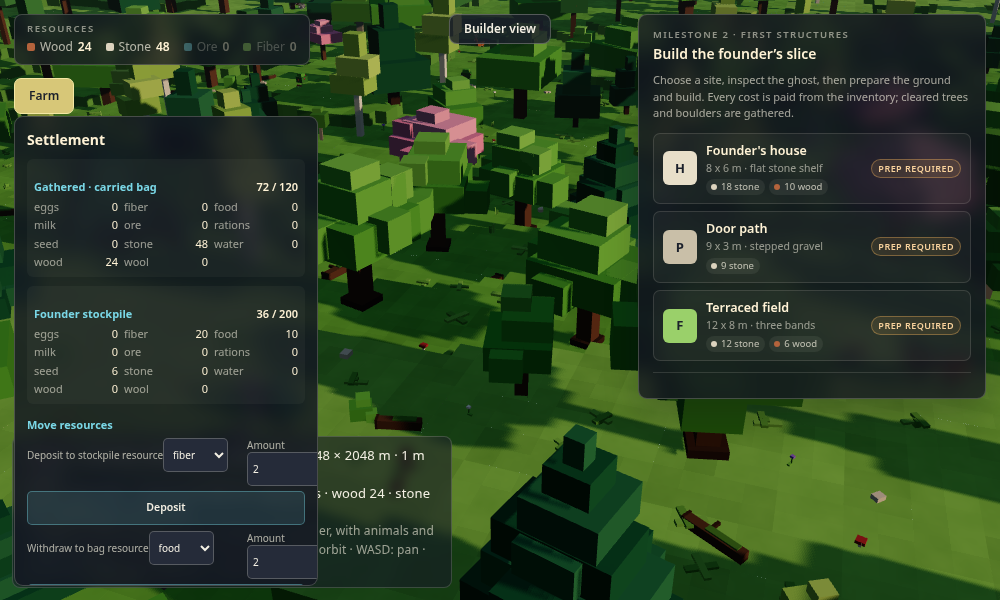 RESOURCES
Wood 24 Stone 48 Ore 0 Fiber 0
Builder view
Farm
Settlement
Gathered · carried bag 72 / 120
eggs 0 fiber 0 food 0
milk 0 ore 0 rations 0
seed 0 stone 48 water 0
wood 24 wool 0
Founder stockpile 36 / 200
eggs 0 fiber 20 food 10
milk 0 ore 0 rations 0
seed 6 stone 0 water 0
wood 0 wool 0
Move resources
Deposit to stockpile resource fiber Amount
2
Deposit
Withdraw to bag resource food Amount
2
48 × 2048 m · 1 m
s · wood 24 · stone
er, with animals and
orbit · WASD: pan ·
MILESTONE 2 · FIRST STRUCTURES
Build the founder's slice
Choose a site, inspect the ghost, then prepare the ground
and build. Every cost is paid from the inventory; cleared trees
and boulders are gathered.
H
Founder's house
8 x 6 m · flat stone shelf
18 stone 10 wood
PREP REQUIRED
P
Door path
9 x 3 m · stepped gravel
9 stone
PREP REQUIRED
F
Terraced field
12 x 8 m · three bands
12 stone 6 wood
PREP REQUIRED